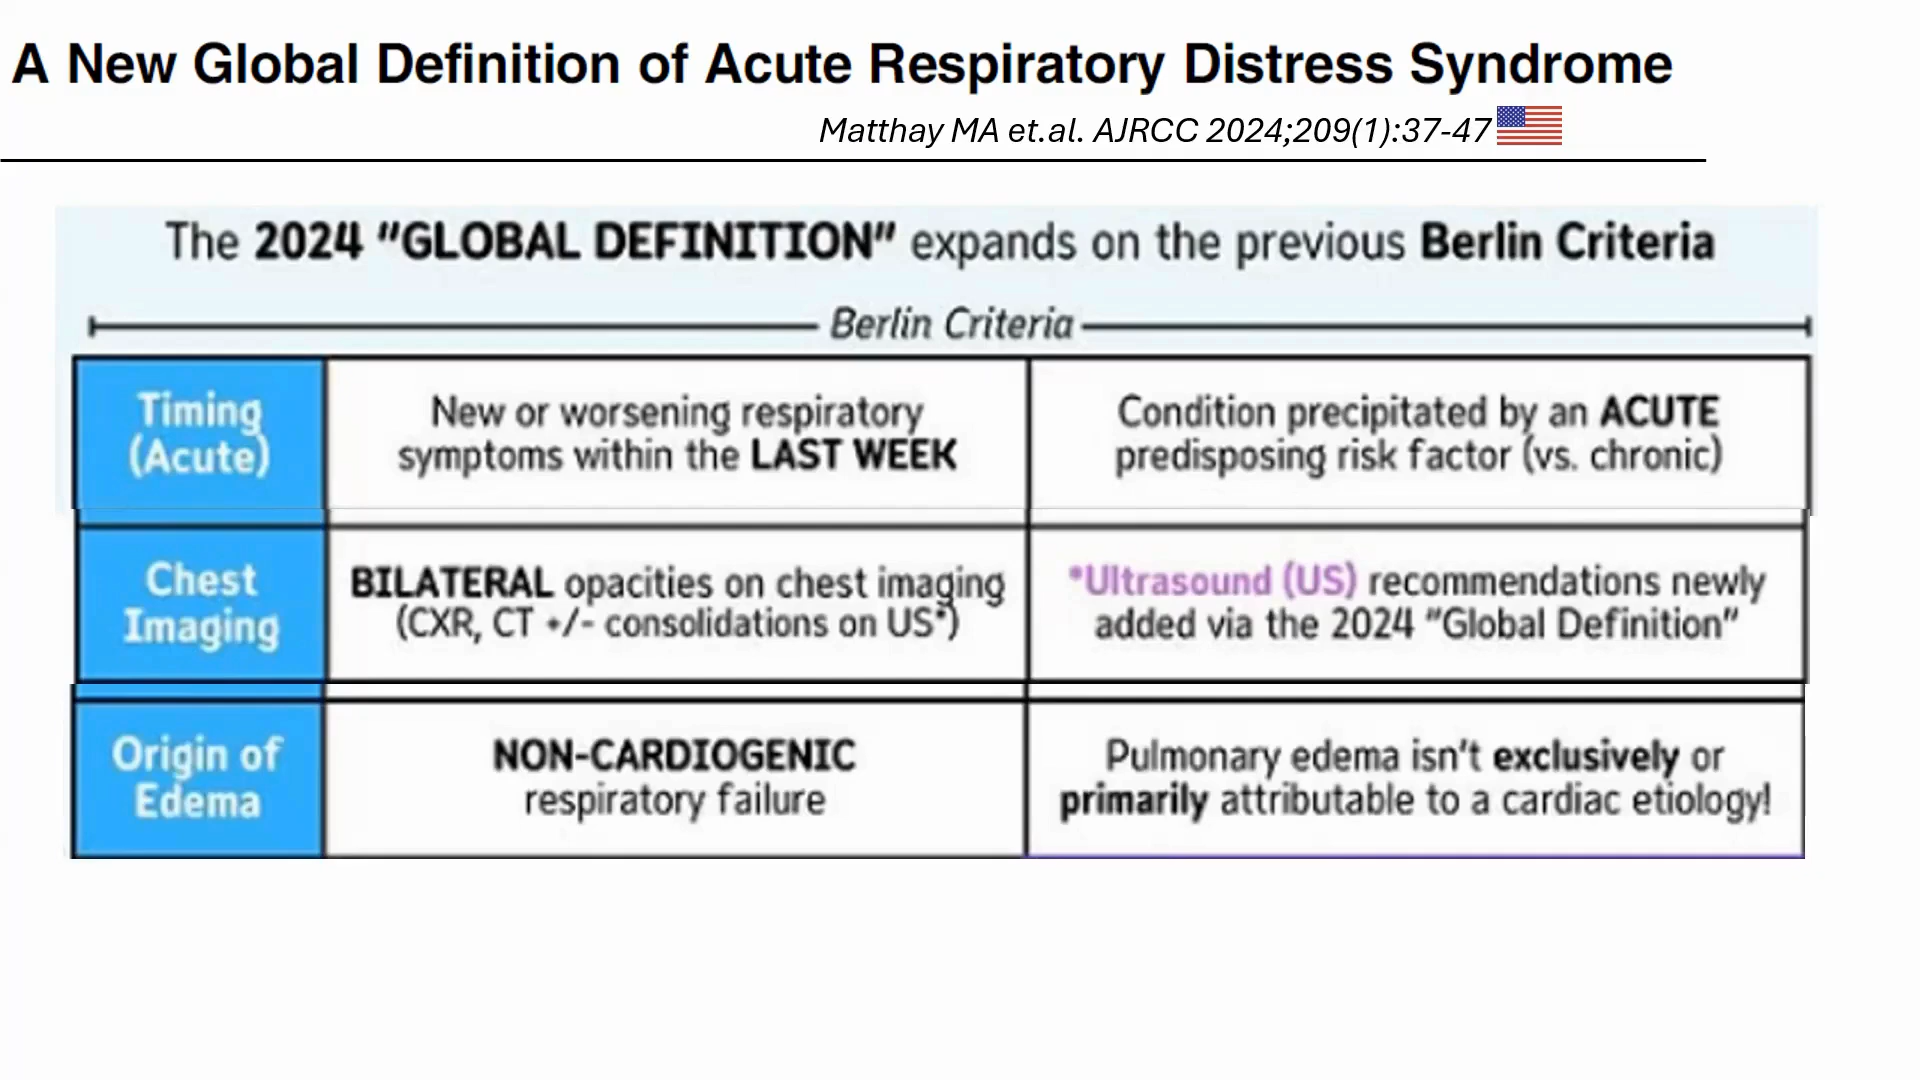 A New Global Definition of Acute Respiratory Distress Syndrome
Matthay MA et.al. AJRCC 2024;209(1):37-47
The 2024 "GLOBAL DEFINITION" expands on the previous Berlin Criteria
Berlin Criteria
Timing
(Acute)
New or worsening respiratory
symptoms within the LAST WEEK
Condition precipitated by an ACUTE
predisposing risk factor (vs. chronic)
Chest
Imaging
BILATERAL opacities on chest imaging
(CXR, CT +/- consolidations on US*)
*Ultrasound (US) recommendations newly
added via the 2024 "Global Definition"
Origin of
Edema
NON-CARDIOGENIC
respiratory failure
Pulmonary edema isn't exclusively or
primarily attributable to a cardiac etiology!